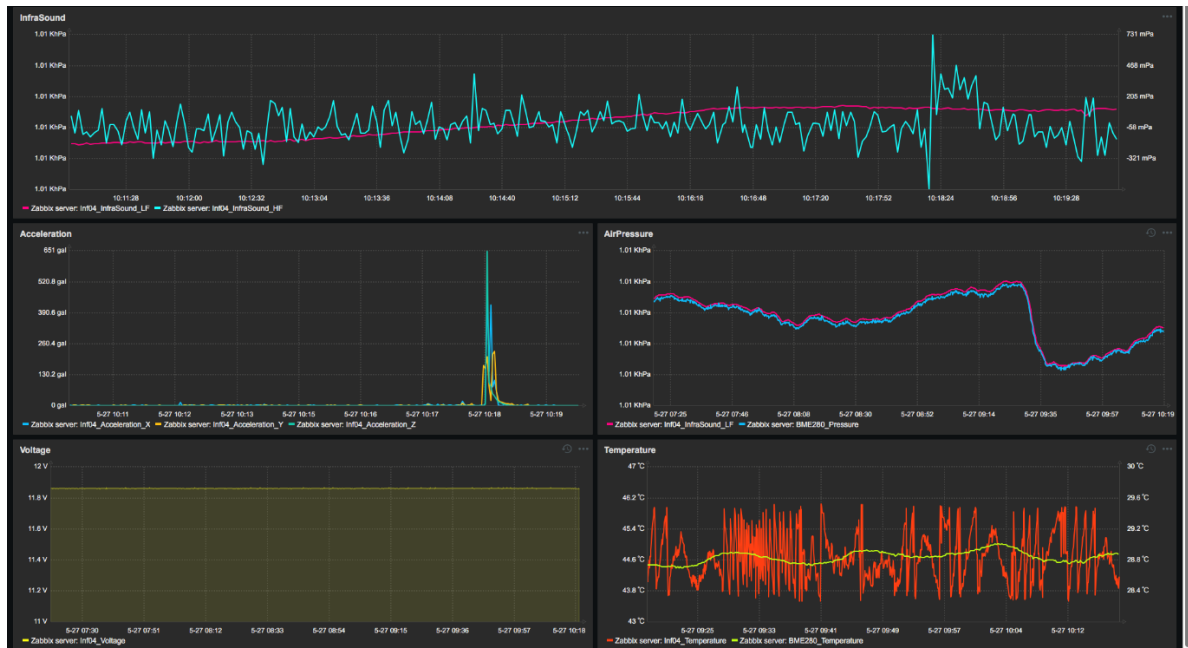 InfraSound
1.01 KhPa
1.01 KhPa
1.01 KhPa
1.01 KhPa
1.01 KhPa
1.01 KhPa
731 mPa
468 mPa
205 mPa
-58 mPa
-321 mPa
10:11:28 10:12:00 10:12:32 10:13:04 10:13:36 10:14:08 10:14:40 10:15:12 10:15:44 10:16:16 10:16:48 10:17:20 10:17:52 10:18:24 10:18:56 10:19:28
Zabbix server: Inf04_InfraSound_LF Zabbix server: Inf04_InfraSound_HF
Acceleration
651 gal
520.8 gal
390.6 gal
260.4 gal
130.2 gal
0 gal
5-27 10:11 5-27 10:12 5-27 10:13 5-27 10:15 5-27 10:16 5-27 10:17 5-27 10:18 5-27 10:19
Zabbix server: Inf04_Acceleration_X Zabbix server: Inf04_Acceleration_Y Zabbix server: Inf04_Acceleration_Z
AirPressure
1.01 KhPa
1.01 KhPa
1.01 KhPa
1.01 KhPa
1.01 KhPa
1.01 KhPa
5-27 07:25 5-27 07:46 5-27 08:08 5-27 08:30 5-27 08:52 5-27 09:14 5-27 09:35 5-27 09:57 5-27 10:19
Zabbix server: Inf04_InfraSound_LF Zabbix server: BME280_Pressure
Voltage
12 V
11.8 V
11.6 V
11.4 V
11.2 V
11 V
5-27 07:30 5-27 07:51 5-27 08:12 5-27 08:33 5-27 08:54 5-27 09:15 5-27 09:36 5-27 09:57 5-27 10:18
Zabbix server: Inf04_Voltage
Temperature
47 °C
46.2 °C
45.4 °C
44.6 °C
43.8 °C
43 °C
30 °C
29.6 °C
29.2 °C
28.8 °C
28.4 °C
5-27 09:25 5-27 09:33 5-27 09:41 5-27 09:49 5-27 09:57 5-27 10:04 5-27 10:12
Zabbix server: Inf04_Temperature Zabbix server: BME280_Temperature